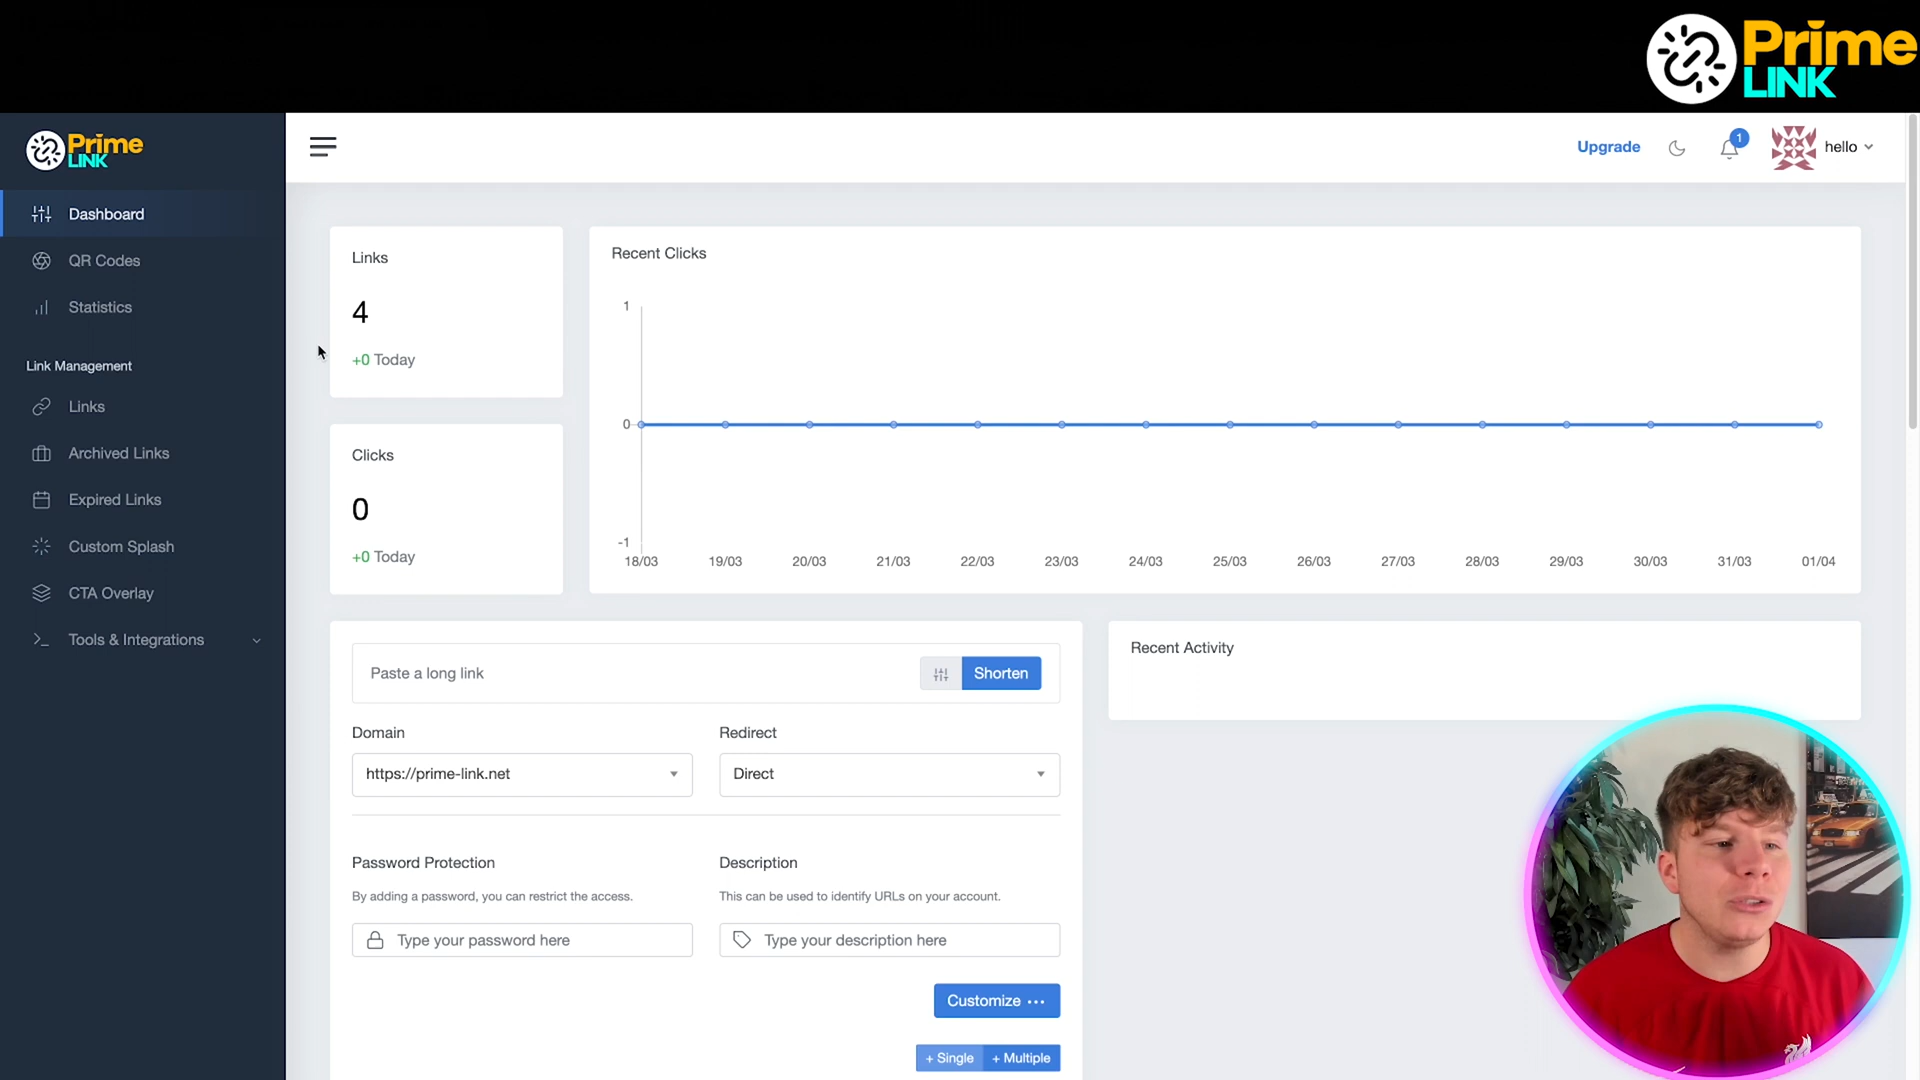 Prime
LINK
Prime
LINK
Upgrade
1
hello
Dashboard
QR Codes
Statistics
Link Management
Links
Archived Links
Expired Links
Custom Splash
CTA Overlay
Tools & Integrations
Links
4
+0 Today
Clicks
0
+0 Today
Recent Clicks
1
0
-1
18/03 19/03 20/03 21/03 22/03 23/03 24/03 25/03 26/03 27/03 28/03 29/03 30/03 31/03 01/04
Paste a long link
Shorten
Domain
https://prime-link.net
Redirect
Direct
Password Protection
By adding a password, you can restrict the access.
Type your password here
Description
This can be used to identify URLs on your account.
Type your description here
Customize ···
+ Single + Multiple
Recent Activity